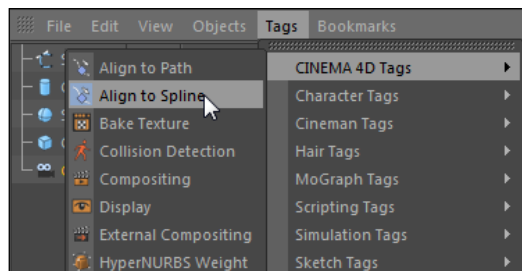 File Edit View Objects Tags Bookmarks
Align to Path
Align to Spline
Bake Texture
Collision Detection
Compositing
Display
External Compositing
HyperNURBS Weight
CINEMA 4D Tags
Character Tags
Cineman Tags
Hair Tags
MoGraph Tags
Scripting Tags
Simulation Tags
Sketch Tags